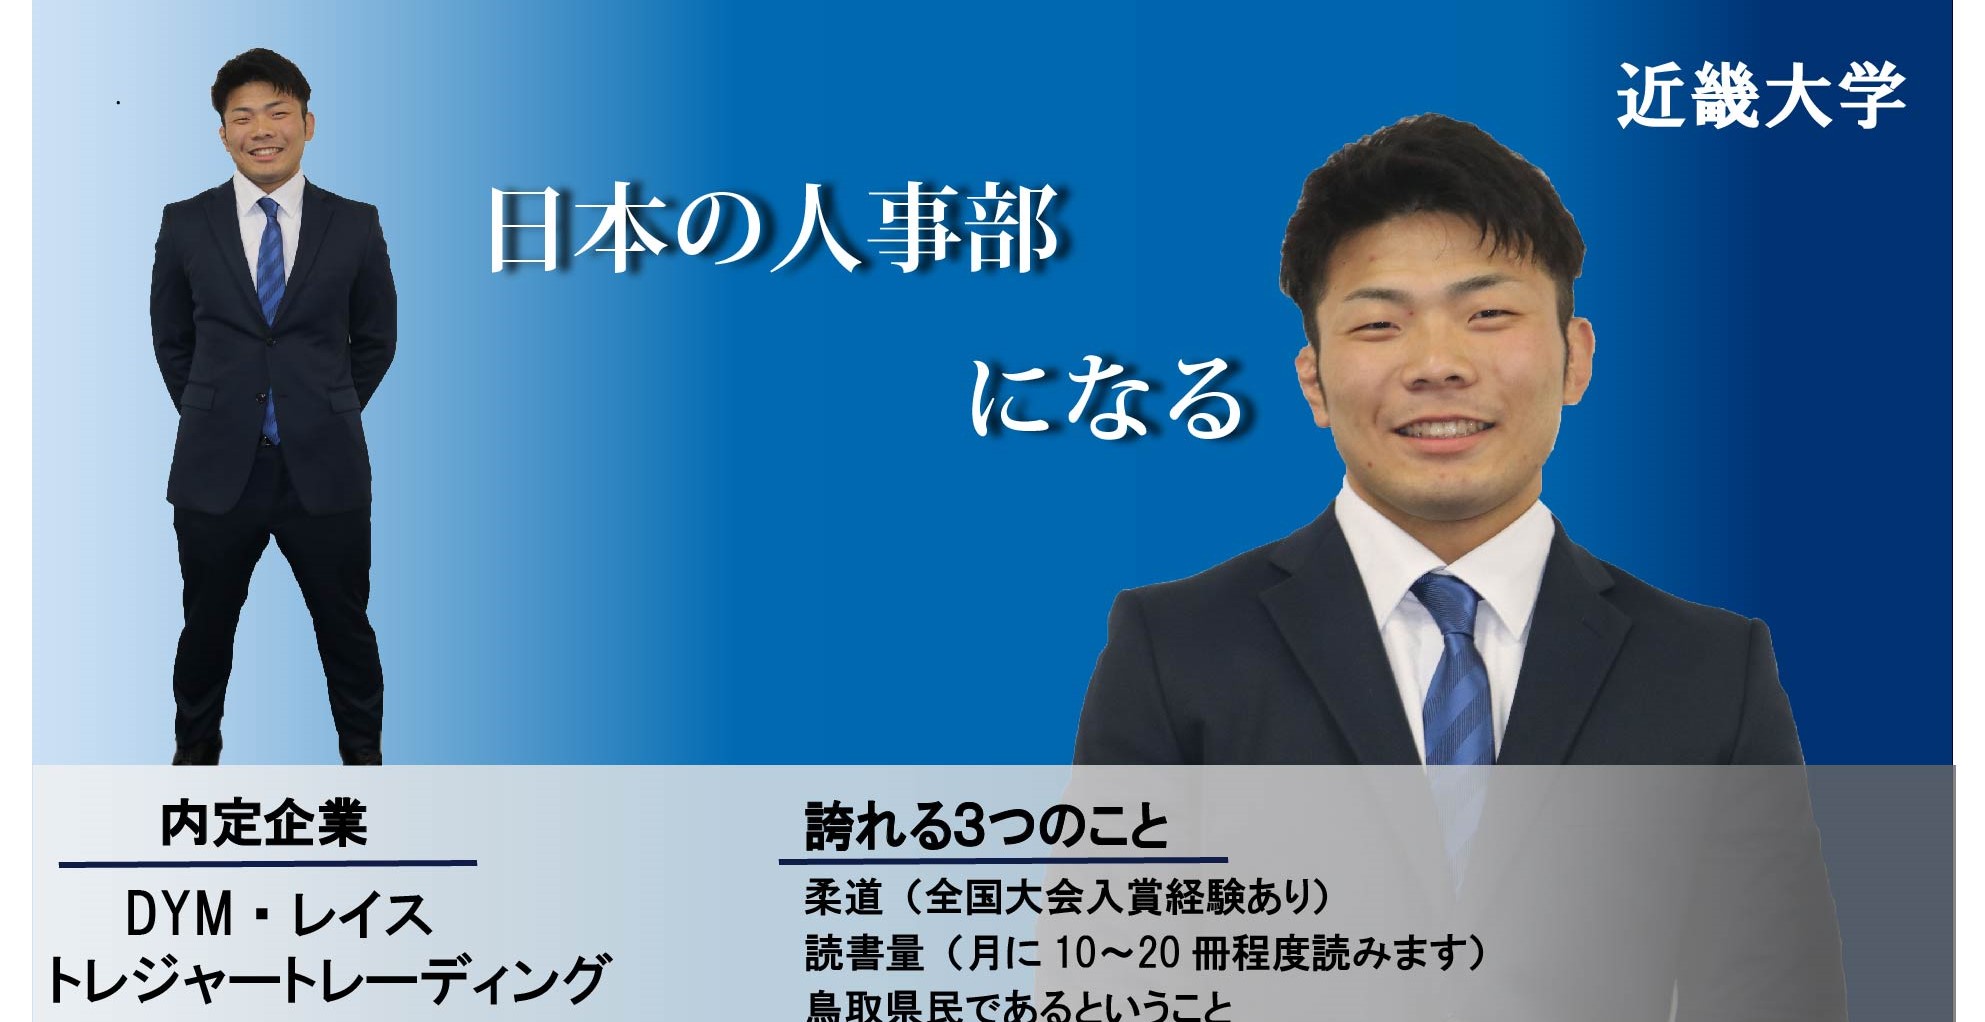 近畿大学
日本の人事部
になる
内定企業
DYM・レイス
トレジャートレーディング
誇れる3つのこと
柔道（全国大会入賞経験あり）
読書量（月に10～20冊程度読みます）
鳥取県民であるということ